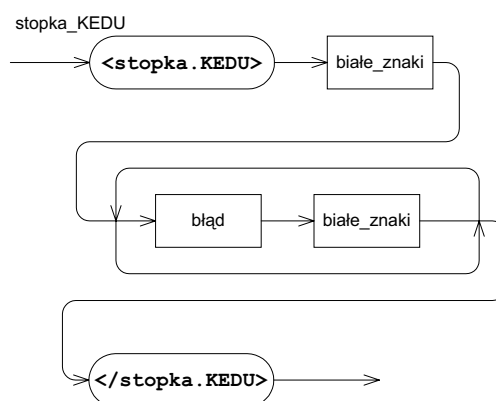 stopka_KEDU
<stopka.KEDU> białe_znaki
błąd białe_znaki
</stopka.KEDU>